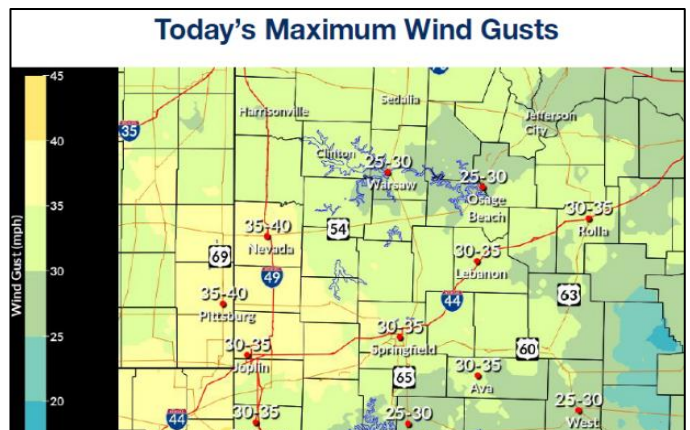 Today's Maximum Wind Gusts
45
40
35
30
25
20
Wind Gust (mph)
35
Harrisonville
Sedalia
Jefferson
City
Clinton
25-30
Warsaw
25-30
Osage
Beach
30-35
Rolla
35-40
Nevada
54
69
49
30-35
Lebanon
44
63
35-40
Pittsburg
30-35
Joplin
30-35
Springfield
60
65
30-35
Ava
44
30-35
25-30
25-30
West